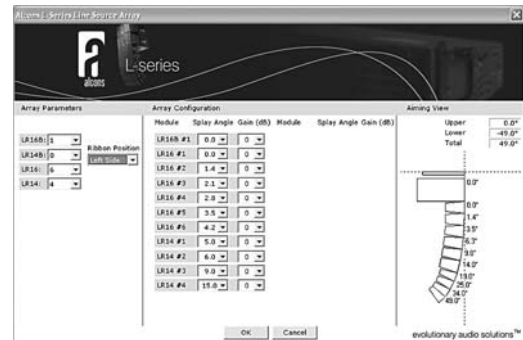 Alcons L-Series Line Source Array
alcons
L-series
Array Parameters
Array Configuration
Aiming View
LR16B: 1
LR14B: 0
LR16: 6
LR14: 4
Ribbon Position
Left Side
Module Splay Angle Gain (dB) Module Splay Angle Gain (dB)
LR16B #1 0.0 0
LR16 #1 0.0 0
LR16 #2 1.4 0
LR16 #3 2.1 0
LR16 #4 2.8 0
LR16 #5 3.5 0
LR16 #6 4.2 0
LR14 #1 5.0 0
LR14 #2 6.0 0
LR14 #3 9.0 0
LR14 #4 15.0 0
Upper 0.0°
Lower -49.0°
Total 49.0°
0.0°
0.0°
1.4°
3.5°
6.3°
9.8°
14.0°
19.0°
25.0°
34.0°
49.0°
OK
Cancel
evolutionary audio solutions™